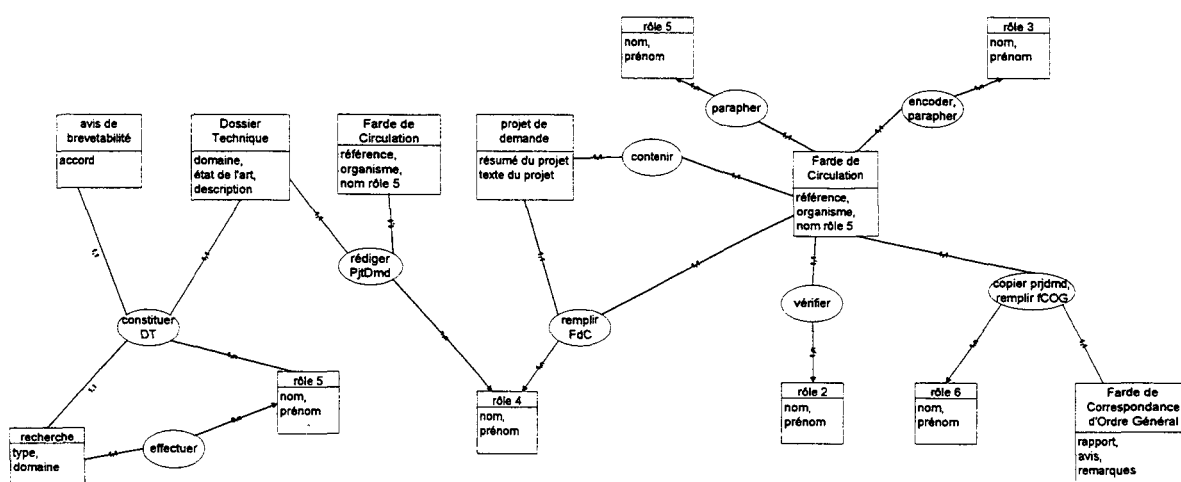 rôle 5
nom,
prénom
rôle 3
nom,
prénom
parapher
encoder,
parapher
avis de
brevetabilité
accord
Dossier
Technique
domaine,
état de l'art,
description
Farde de
Circulation
référence,
organisme,
nom rôle 5
projet de
demande
résumé du projet
texte du projet
contenir
Farde de
Circulation
référence,
organisme,
nom rôle 5
rédiger
PjtDmd
constituer
DT
remplir
FdC
vérifier
copier prjdmd,
remplir fCOG
rôle 5
nom,
prénom
effectuer
recherche
type,
domaine
rôle 4
nom,
prénom
rôle 2
nom,
prénom
rôle 6
nom,
prénom
Farde de
Correspondance
d'Ordre Général
rapport,
avis,
remarques